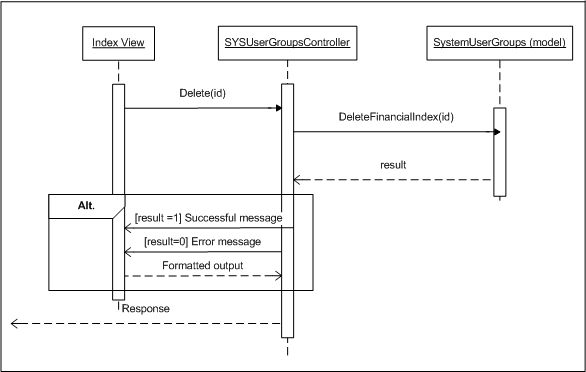 Index View
SYSUserGroupsController
SystemUserGroups (model)
Delete(id)
DeleteFinancialIndex(id)
result
Alt.
[result =1] Successful message
[result=0] Error message
Formatted output
Response